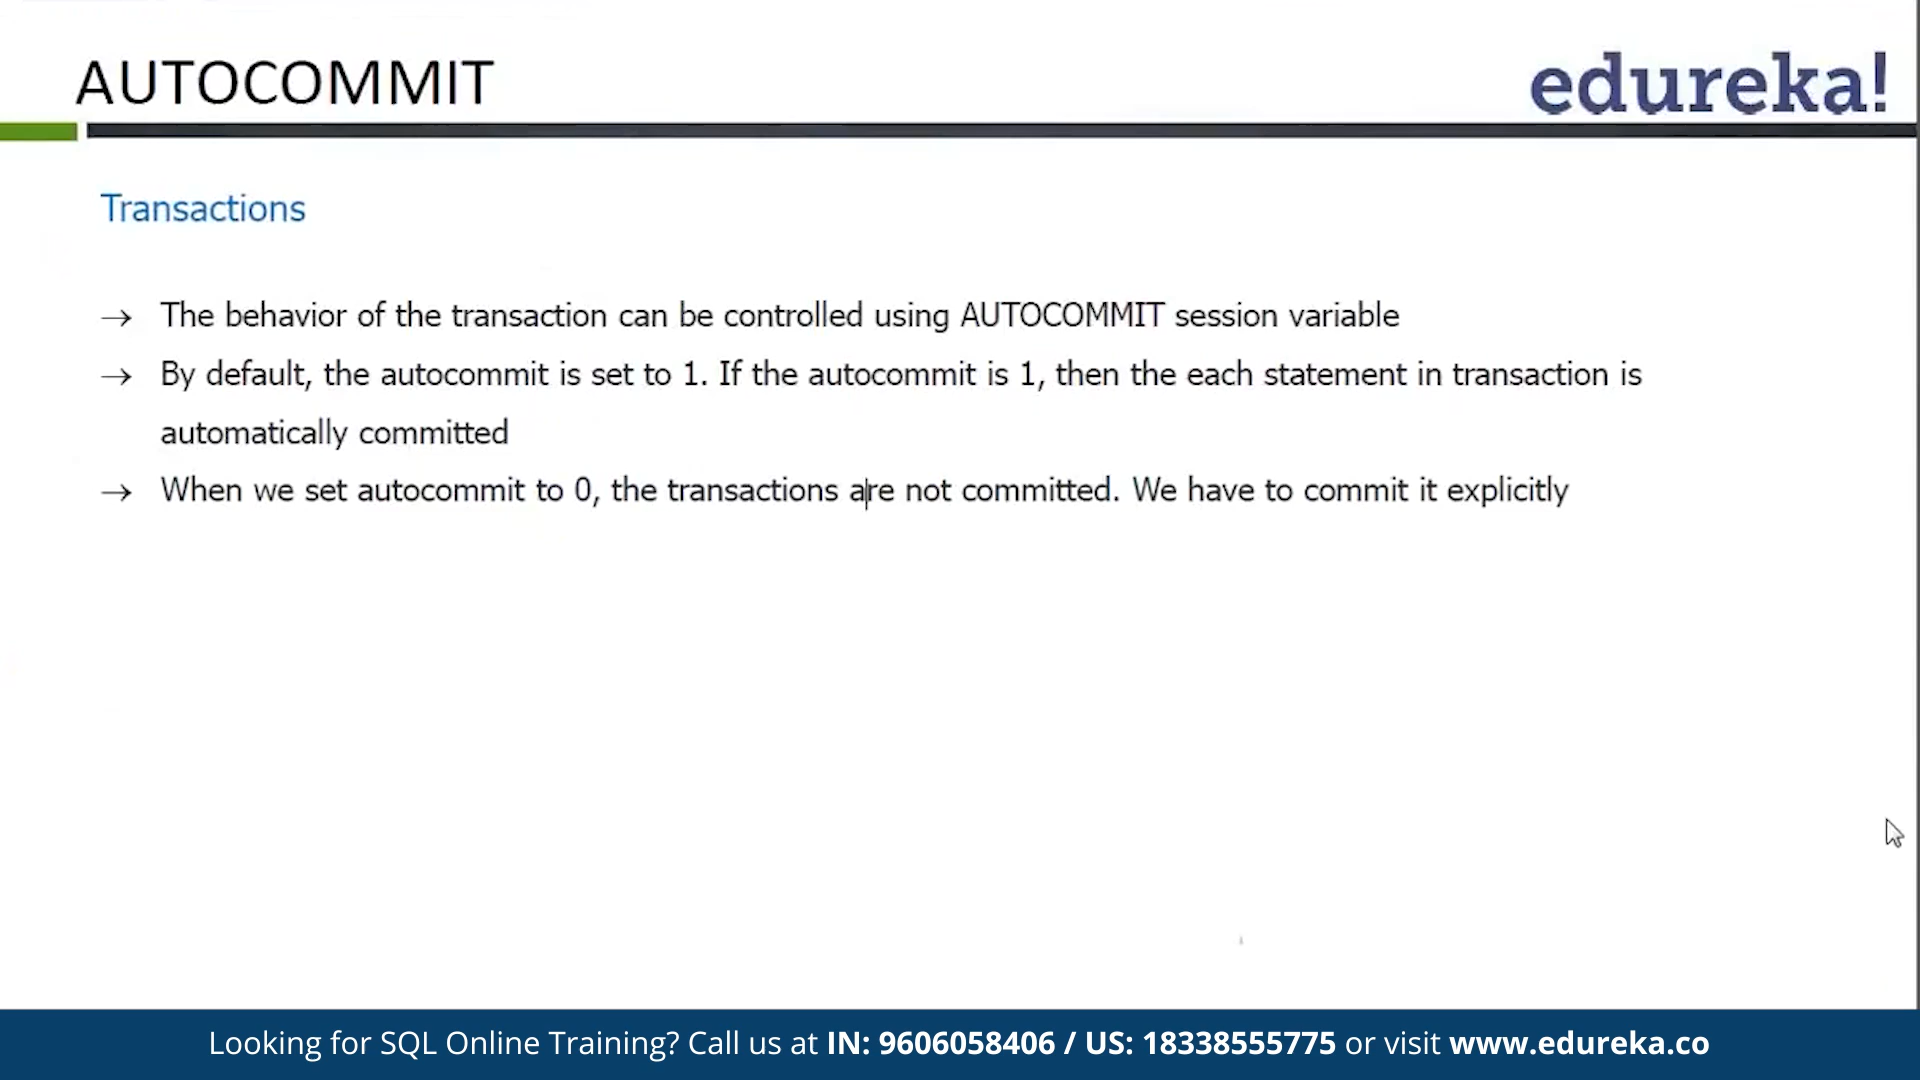 AUTOCOMMIT
edureka!
Transactions
→ The behavior of the transaction can be controlled using AUTOCOMMIT session variable
→ By default, the autocommit is set to 1. If the autocommit is 1, then the each statement in transaction is
automatically committed
→ When we set autocommit to 0, the transactions are not committed. We have to commit it explicitly
Looking for SQL Online Training? Call us at IN: 9606058406 / US: 18338555775 or visit www.edureka.co